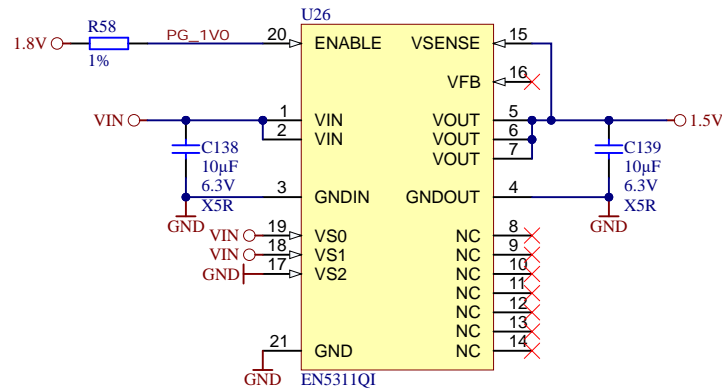 U26
R58
PG_1V0
1.8V
1%
20
ENABLE
VSENSE
15
VFB
16
VIN
1
VIN
VOUT
5
1.5V
2
VIN
VOUT
6
VOUT
7
C138
10µF
6.3V
X5R
C139
10µF
6.3V
X5R
3
GNDIN
GNDOUT
4
GND
GND
VIN
19
VS0
NC
8
VIN
18
VS1
NC
9
GND
17
VS2
NC
10
NC
11
NC
12
NC
13
21
GND
NC
14
GND
EN5311QI